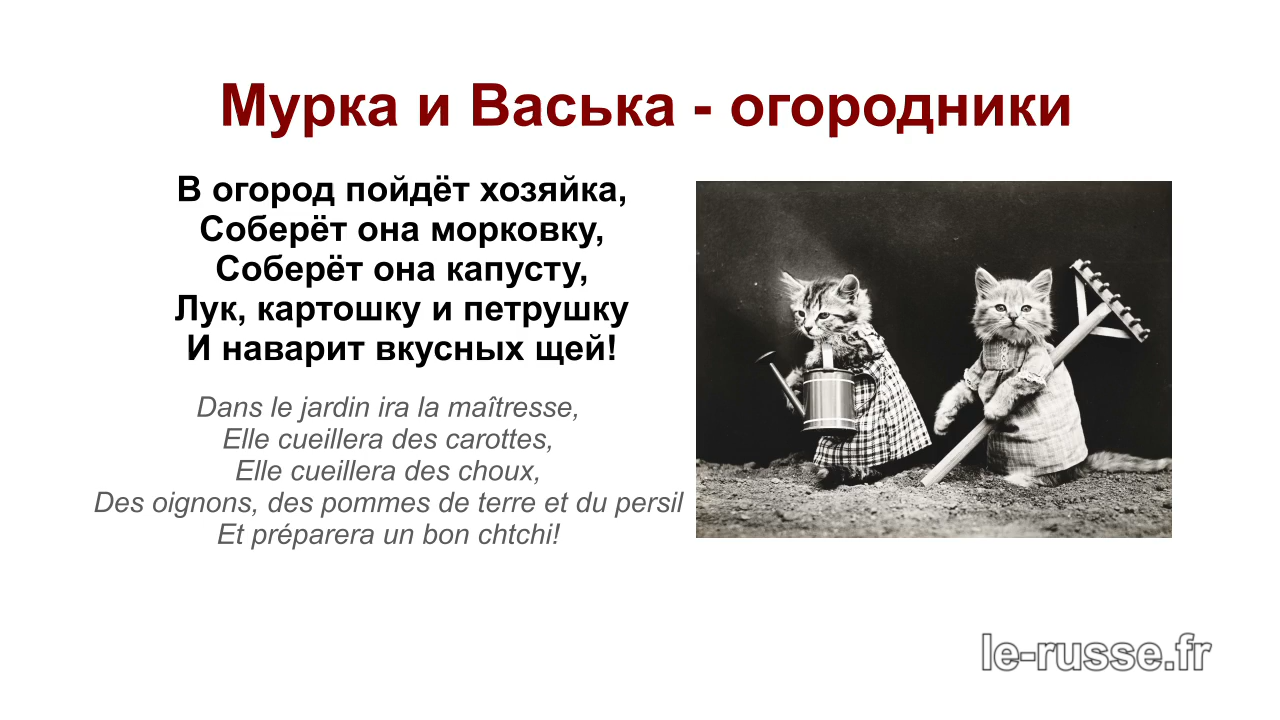 Мурка и Васька - огородники
В огород пойдёт хозяйка,
Соберёт она морковку,
Соберёт она капусту,
Лук, картошку и петрушку
И наварит вкусных щей!
Dans le jardin ira la maîtresse,
Elle cueillera des carottes,
Elle cueillera des choux,
Des oignons, des pommes de terre et du persil
Et préparera un bon chtchi!
le-russe.fr